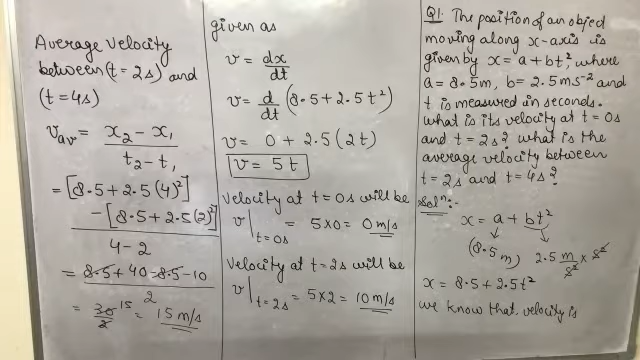 Q1. The position of an object
moving along x-axis is
given by x = a + bt², where
a = 8.5m, b = 2.5ms⁻² and
t is measured in seconds.
what is its velocity at t = 0s
and t = 2s? what is the
average velocity between
t = 2s and t = 4s?
Solⁿ:-
x = a + bt²
(8.5m) 2.5 m/s² × s²
x = 8.5 + 2.5t²
we know that, velocity is
given as
v = dx/dt
v = d/dt (8.5 + 2.5t²)
v = 0 + 2.5(2t)
v = 5t
Velocity at t = 0s will be
v|t=0s = 5×0 = 0 m/s
Velocity at t = 2s will be
v|t=2s = 5×2 = 10 m/s
Average velocity
between (t = 2s) and
(t = 4s)
vav = x₂ - x₁ / t₂ - t₁
= [8.5 + 2.5(4)²]
- [8.5 + 2.5(2)²]
4 - 2
= 8.5 + 40 - 8.5 - 10
2
= 30/2 15 = 15 m/s